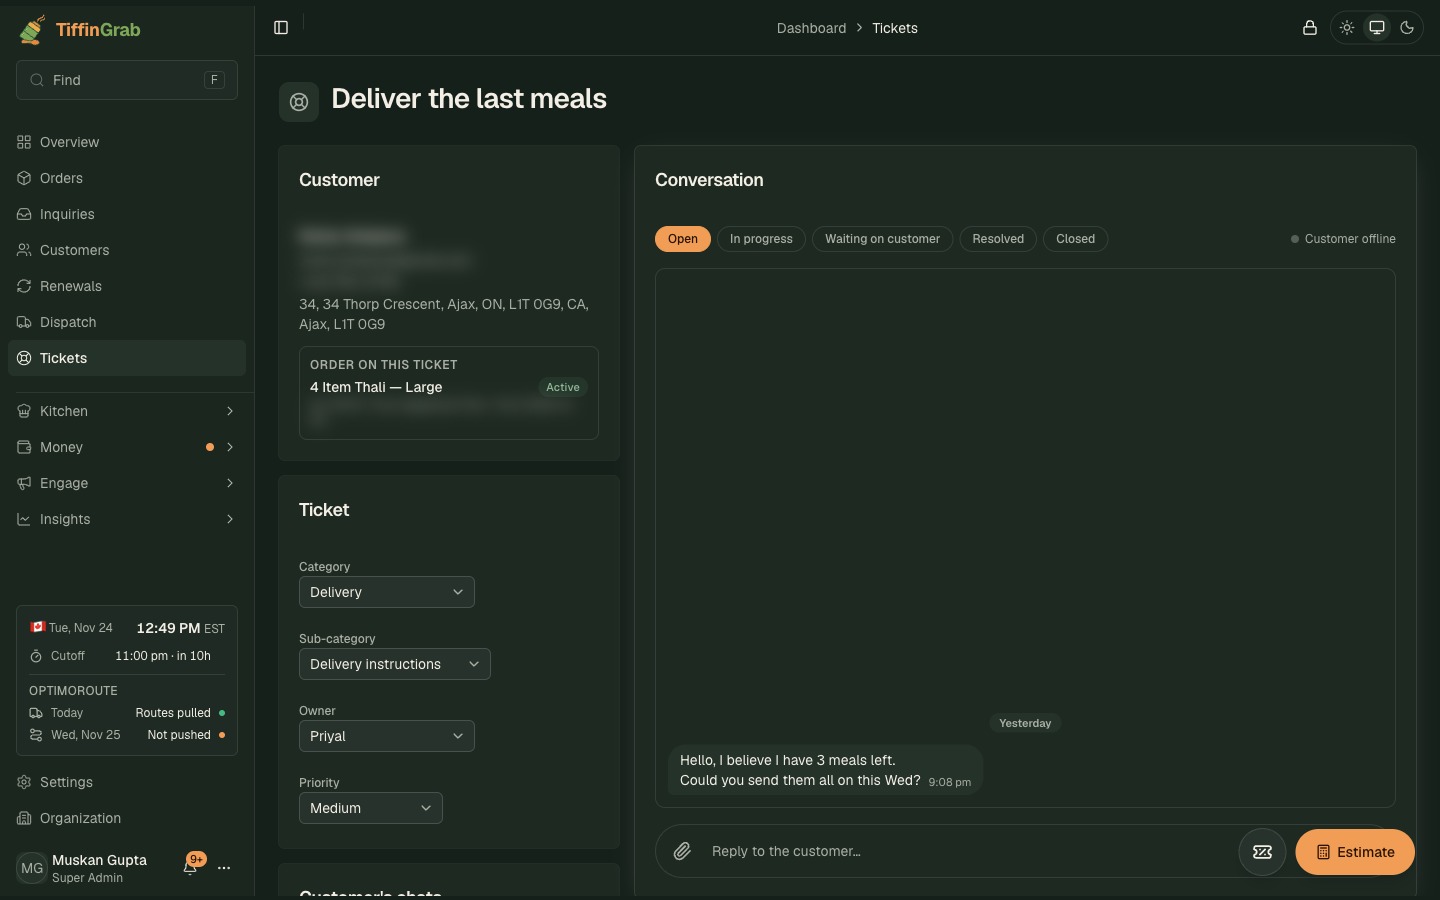 TiffinGrab
Find F
Overview
Orders
Inquiries
Customers
Renewals
Dispatch
Tickets
Kitchen
Money
Engage
Insights
Tue, Nov 24 12:49 PM EST
Cutoff 11:00 pm · in 10h
OPTIMOROUTE
Today Routes pulled
Wed, Nov 25 Not pushed
Settings
Organization
MG Muskan Gupta
Super Admin
9+
Dashboard > Tickets
Deliver the last meals
Customer
34, 34 Thorp Crescent, Ajax, ON, L1T 0G9, CA,
Ajax, L1T 0G9
ORDER ON THIS TICKET
4 Item Thali — Large Active
Ticket
Category
Delivery
Sub-category
Delivery instructions
Owner
Priyal
Priority
Medium
Customer's chats
Conversation
Open In progress Waiting on customer Resolved Closed Customer offline
Yesterday
Hello, I believe I have 3 meals left.
Could you send them all on this Wed? 9:08 pm
Reply to the customer...
Estimate